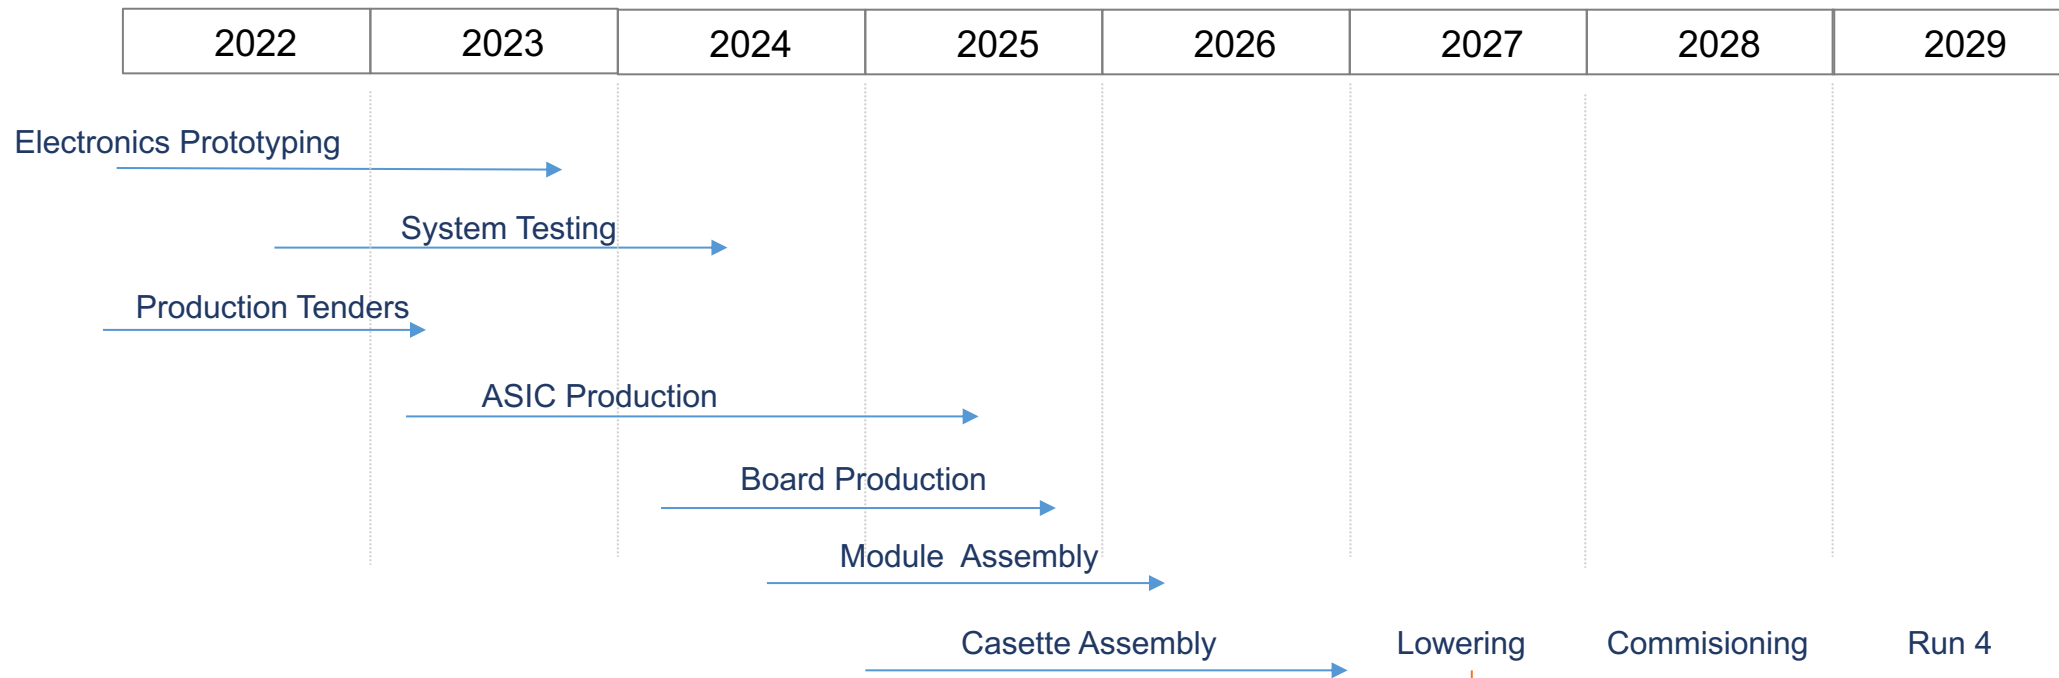 2022 2023 2024 2025 2026 2027 2028 2029
Electronics Prototyping
System Testing
Production Tenders
ASIC Production
Board Production
Module Assembly
Casette Assembly Lowering Commisioning Run 4